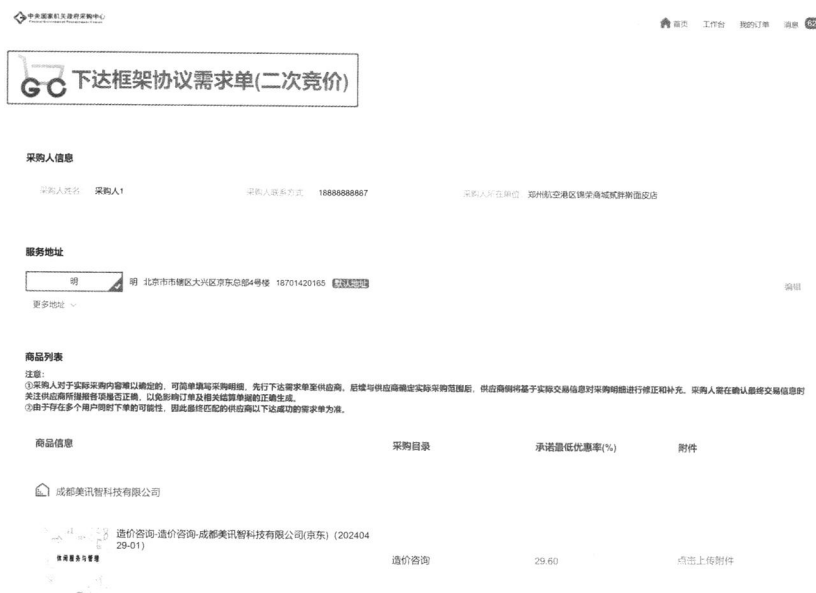 中央国家机关政府采购中心
首页 工作台 我的订单 消息 62
GC 下达框架协议需求单(二次竞价)
采购人信息
采购人姓名: 采购人1 采购人联系方式: 18888888887 采购人所在单位: 郑州航空港区锦荣商城贰胖擀面皮店
服务地址
明 明 北京市市辖区大兴区京东总部4号楼 18701420165 默认地址 编辑
更多地址
商品列表
注意:
①采购人对于实际采购内容难以确定的,可简单填写采购明细,先行下达需求单至供应商。后续与供应商确定实际采购范围后,供应商侧将基于实际交易信息对采购明细进行修正和补充。采购人需在确认最终交易信息时
关注供应商所提报各项是否正确,以免影响订单及相关结算单据的正确生成。
②由于存在多个用户同时下单的可能性,因此最终匹配的供应商以下达成功的需求单为准。
商品信息 采购目录 承诺最低优惠率(%) 附件
成都美讯智科技有限公司
造价咨询-造价咨询-成都美讯智科技有限公司(京东)(202404
29-01)
休闲服务与管理
造价咨询 29.60 点击上传附件